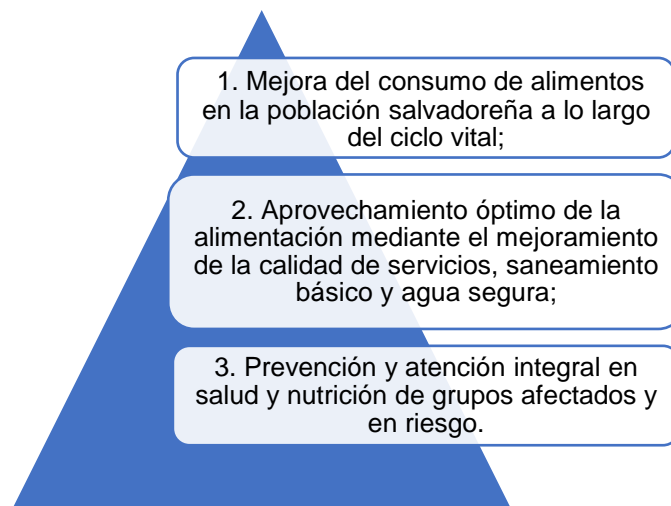 1. Mejora del consumo de alimentos
en la población salvadoreña a lo largo
del ciclo vital;
2. Aprovechamiento óptimo de la
alimentación mediante el mejoramiento
de la calidad de servicios, saneamiento
básico y agua segura;
3. Prevención y atención integral en
salud y nutrición de grupos afectados y
en riesgo.